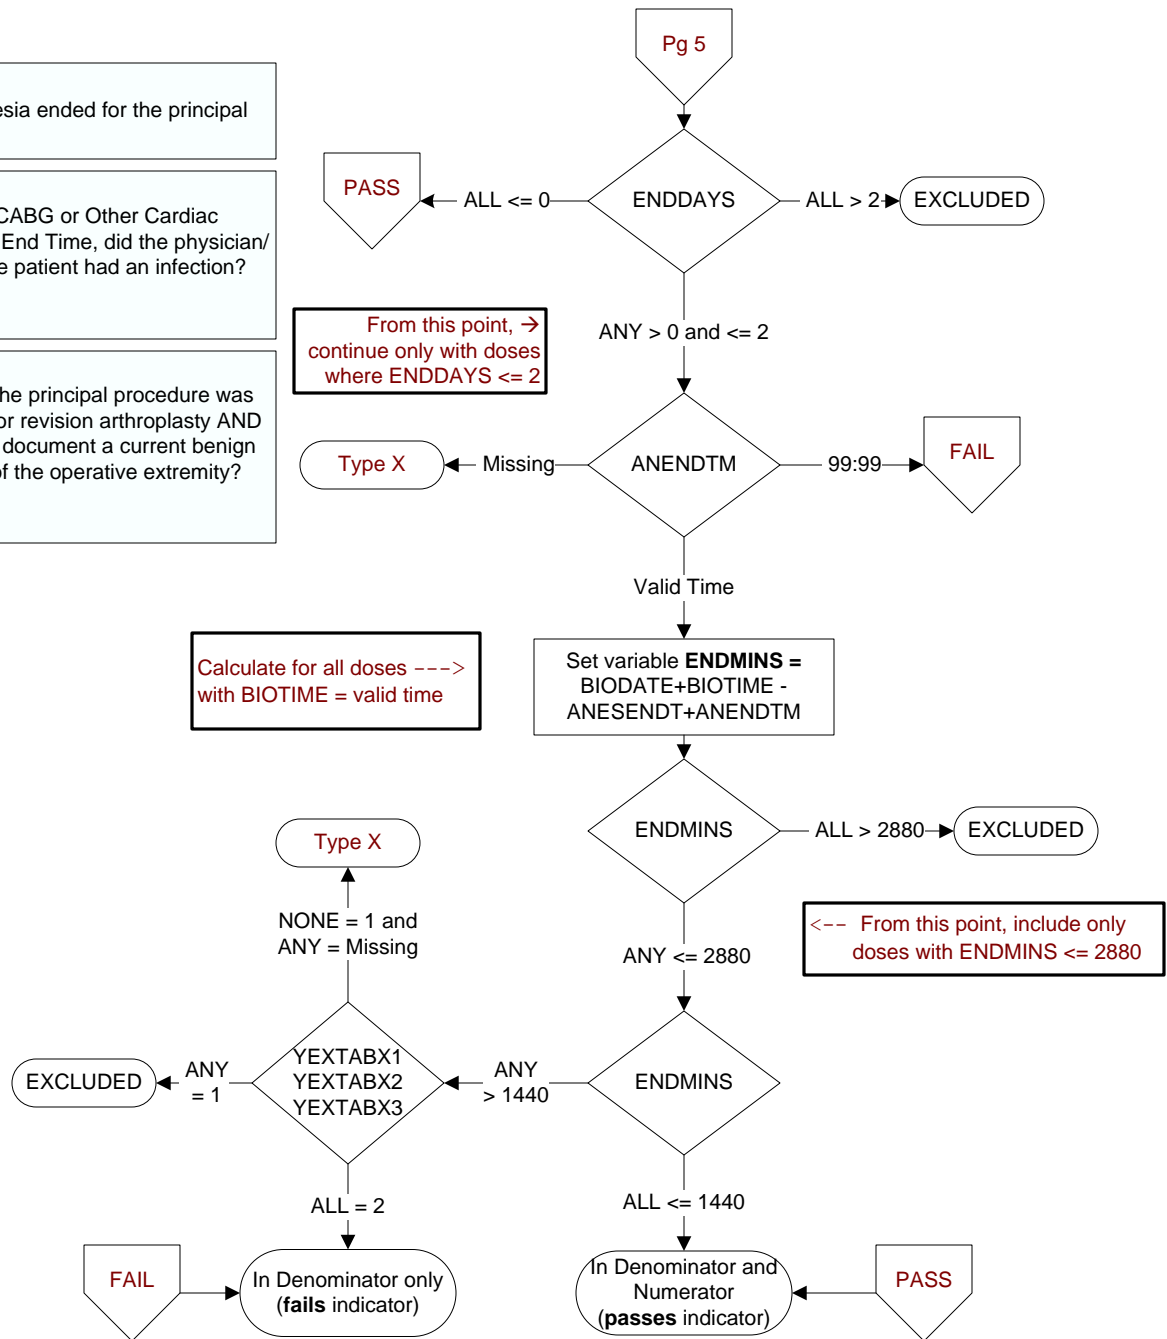 Pg 5
esia ended for the principal
PASS
ALL <= 0
ENDDAYS
ALL > 2
EXCLUDED
CABG or Other Cardiac
End Time, did the physician/
e patient had an infection?
From this point, →
continue only with doses
where ENDDAYS <= 2
ANY > 0 and <= 2
he principal procedure was
or revision arthroplasty AND
document a current benign
of the operative extremity?
Type X
Missing
ANENDTM
99:99
FAIL
Valid Time
Calculate for all doses --->
with BIOTIME = valid time
Set variable ENDMINS =
BIODATE+BIOTIME -
ANESENDT+ANENDTM
ENDMINS
ALL > 2880
EXCLUDED
Type X
NONE = 1 and
ANY = Missing
ANY <= 2880
<-- From this point, include only
doses with ENDMINS <= 2880
EXCLUDED
ANY
= 1
YEXTABX1
YEXTABX2
YEXTABX3
ANY
> 1440
ENDMINS
ALL = 2
ALL <= 1440
FAIL
In Denominator only
(fails indicator)
In Denominator and
Numerator
(passes indicator)
PASS